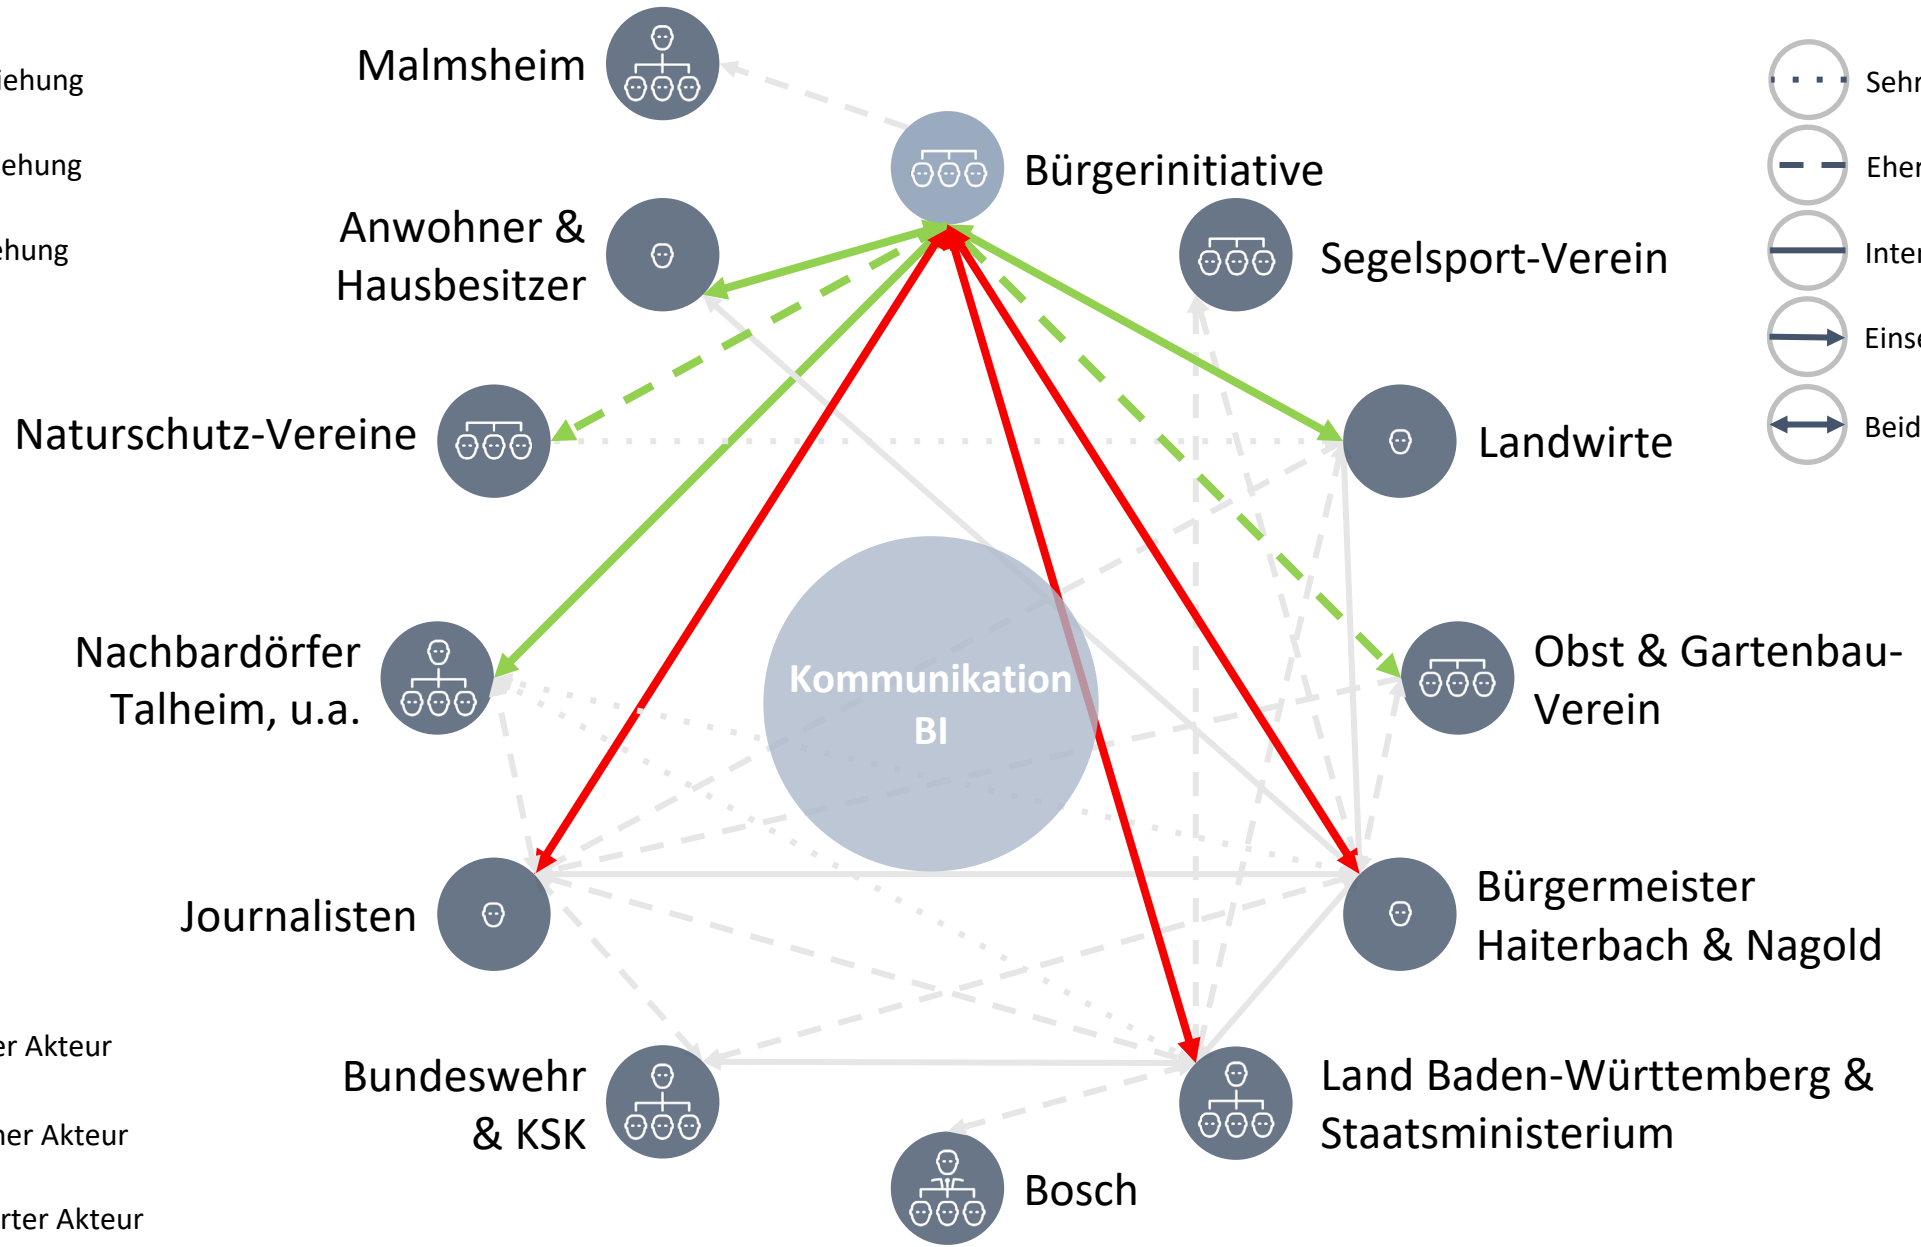 iehung
ehung
ehung
Malmsheim
Bürgerinitiative
Anwohner &
Hausbesitzer
Segelsport-Verein
Naturschutz-Vereine
Landwirte
Nachbardörfer
Talheim, u.a.
Kommunikation
BI
Obst & Gartenbau-
Verein
Journalisten
Bürgermeister
Haiterbach & Nagold
Bundeswehr
& KSK
Land Baden-Württemberg &
Staatsministerium
Bosch
Sehr
Eher
Inter
Einse
Beid
er Akteur
her Akteur
rter Akteur